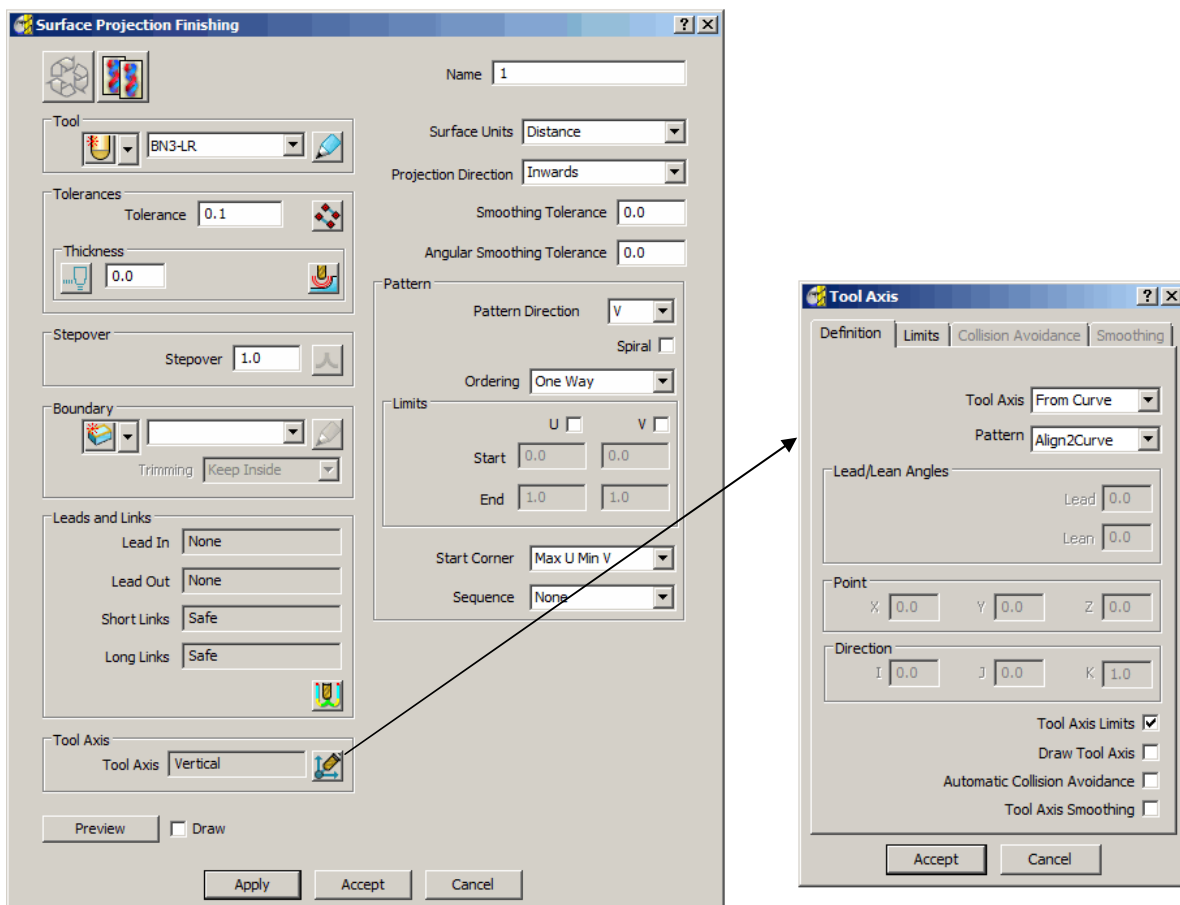 Surface Projection Finishing
Name 1
Tool
BN3-LR
Tolerances
Tolerance 0.1
Thickness
0.0
Stepover
Stepover 1.0
Boundary
Trimming Keep Inside
Leads and Links
Lead In None
Lead Out None
Short Links Safe
Long Links Safe
Tool Axis
Tool Axis Vertical
Preview Draw
Surface Units Distance
Projection Direction Inwards
Smoothing Tolerance 0.0
Angular Smoothing Tolerance 0.0
Pattern
Pattern Direction V
Spiral
Ordering One Way
Limits
U V
Start 0.0 0.0
End 1.0 1.0
Start Corner Max U Min V
Sequence None
Apply Accept Cancel
Tool Axis
Definition Limits Collision Avoidance Smoothing
Tool Axis From Curve
Pattern Align2Curve
Lead/Lean Angles
Lead 0.0
Lean 0.0
Point
X 0.0 Y 0.0 Z 0.0
Direction
I 0.0 J 0.0 K 1.0
Tool Axis Limits
Draw Tool Axis
Automatic Collision Avoidance
Tool Axis Smoothing
Accept Cancel